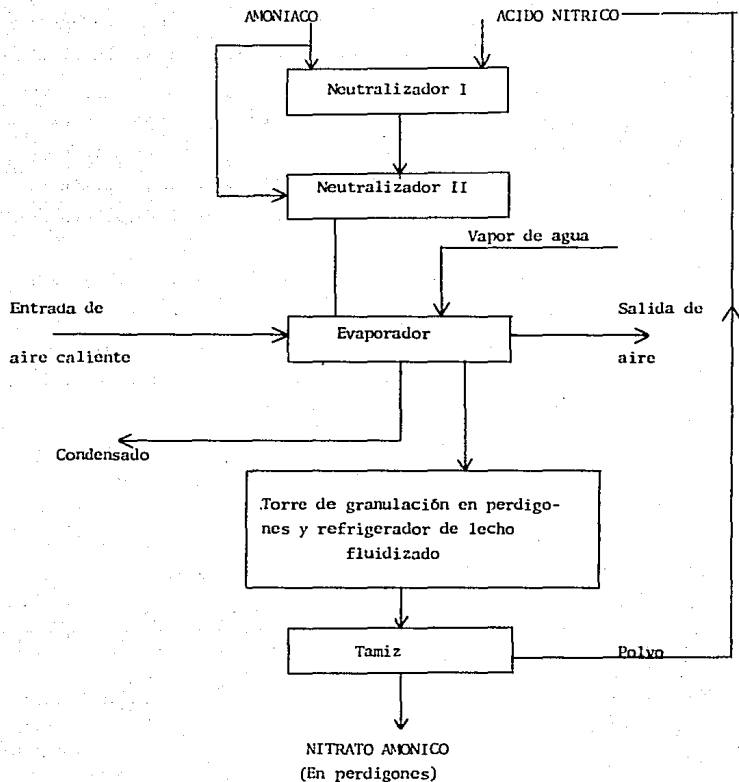 AMONIACO
ACIDO NITRICO
Neutralizador I
Neutralizador II
Vapor de agua
Entrada de
aire caliente
Evaporador
Salida de
aire
Condensado
Torre de granulación en perdigo-
nes y refrigerador de lecho
fluidizado
Tamiz
Polvo
NITRATO AMONICO
(En perdigones)